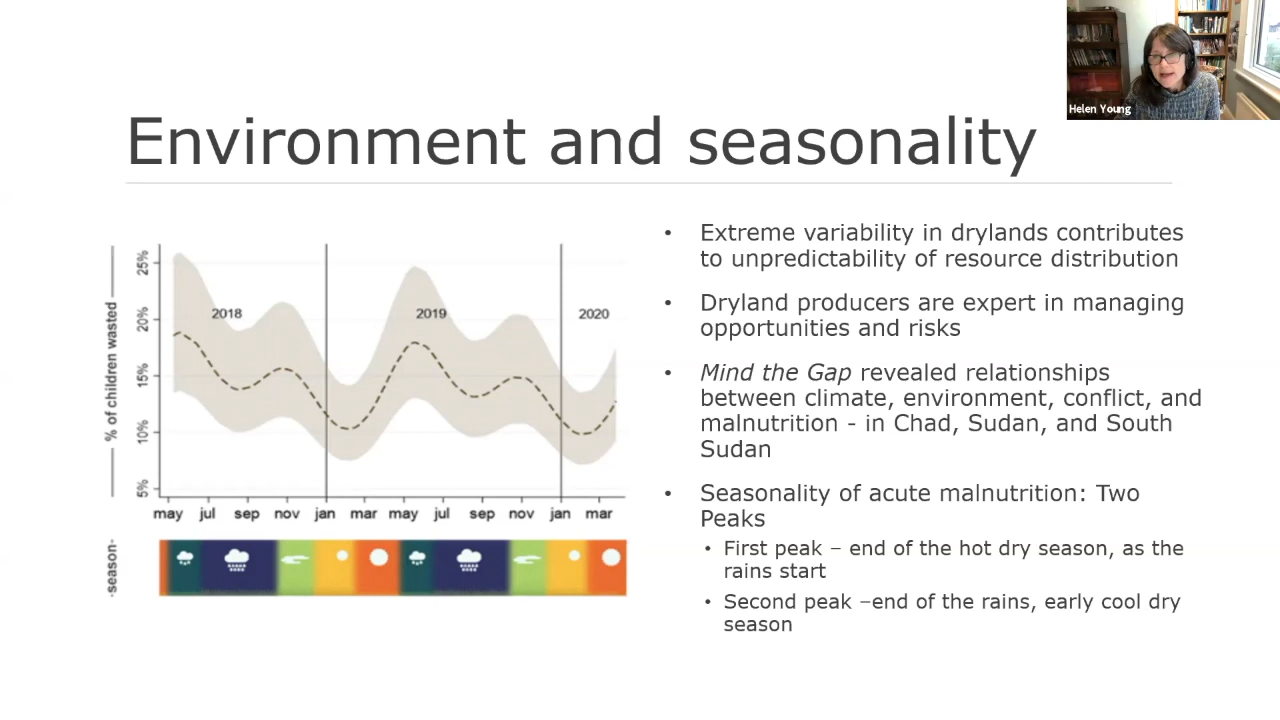 Helen Young
Environment and seasonality
% of children wasted
25%
20%
15%
10%
5%
2018
2019
2020
may jul sep nov jan mar may jul sep nov jan mar
season
• Extreme variability in drylands contributes
to unpredictability of resource distribution
• Dryland producers are expert in managing
opportunities and risks
• Mind the Gap revealed relationships
between climate, environment, conflict, and
malnutrition - in Chad, Sudan, and South
Sudan
• Seasonality of acute malnutrition: Two
Peaks
• First peak – end of the hot dry season, as the
rains start
• Second peak –end of the rains, early cool dry
season